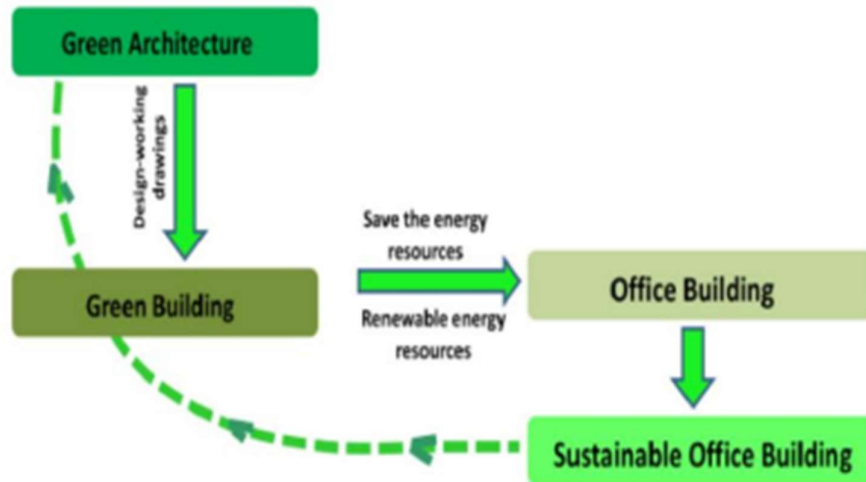 Green Architecture
Design-working
drawings
Save the energy
resources
Green Building
Office Building
Renewable energy
resources
Sustainable Office Building